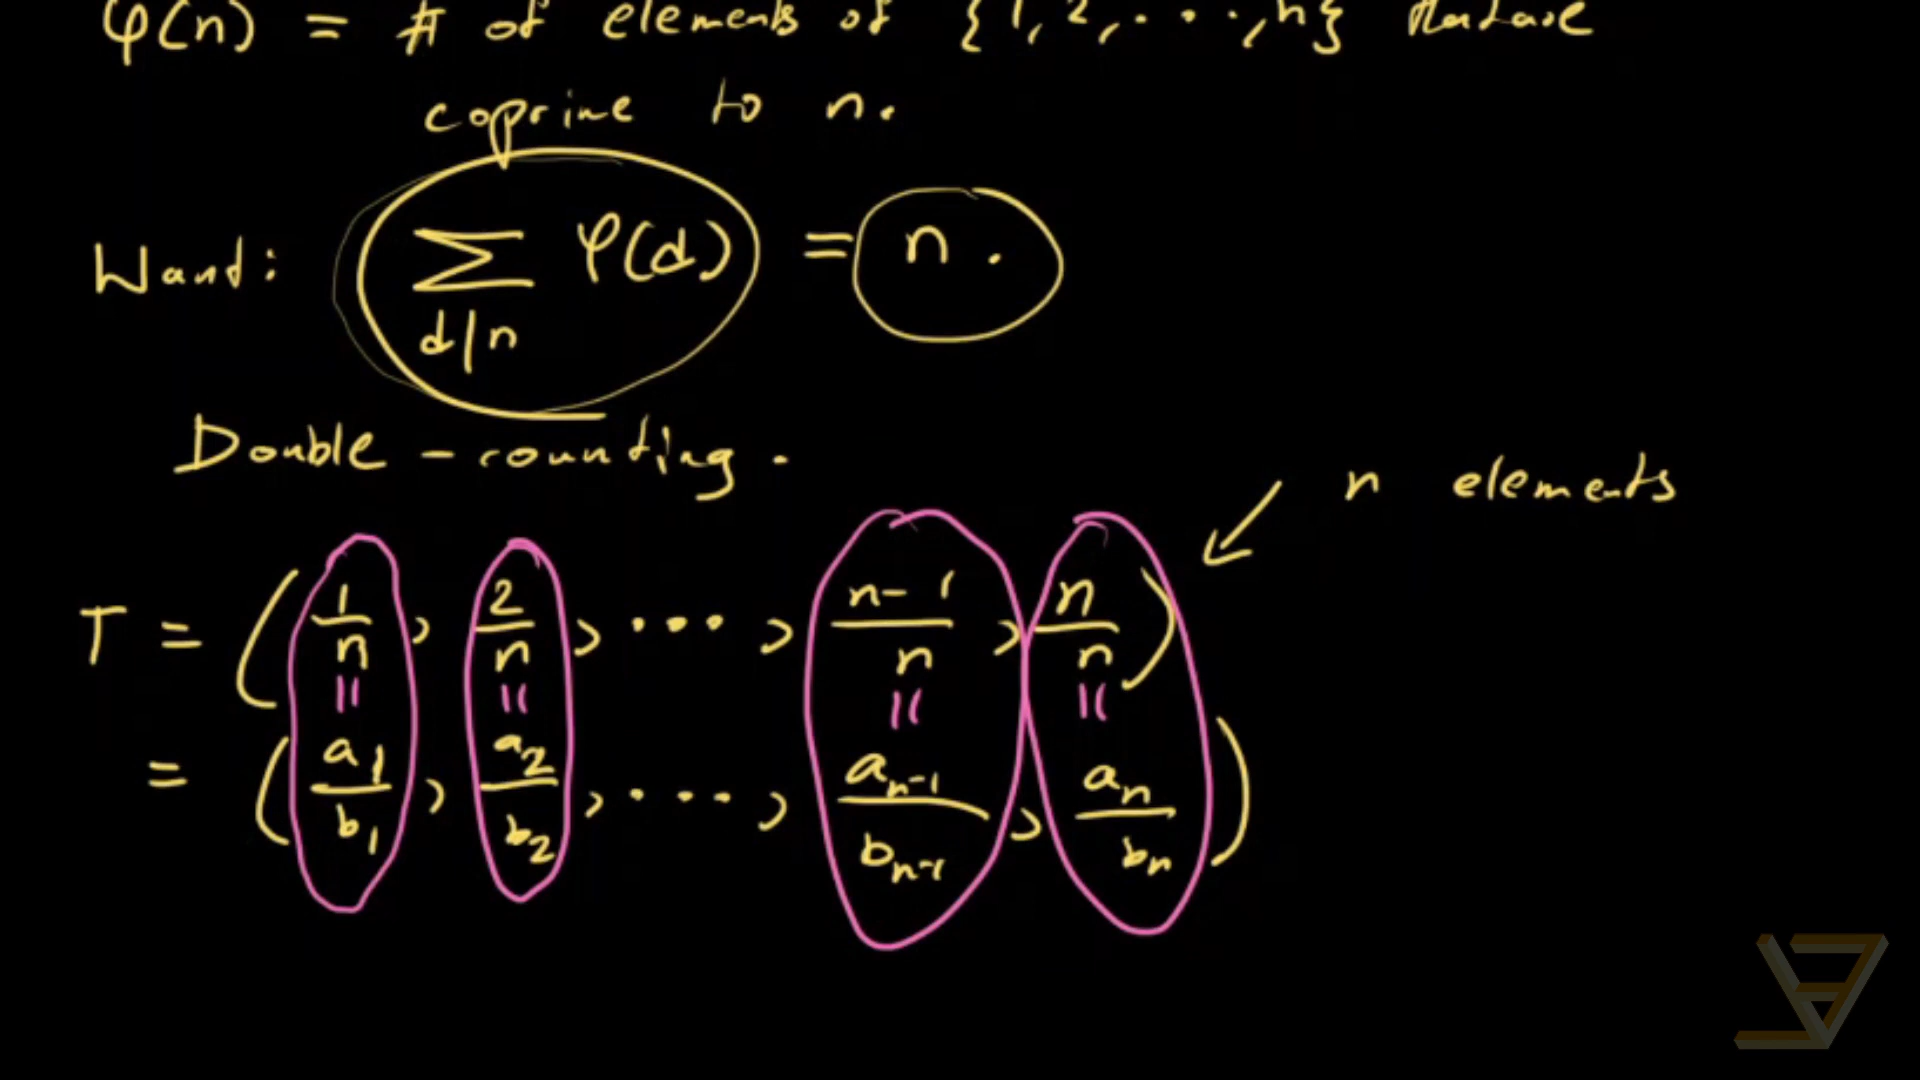 φ(n) = # of elements of {1, 2, ..., n} that are
coprime to n.
Want: ∑ φ(d) = n.
d|n
Double-counting.
n elements
T = (1/n, 2/n, ..., n-1/n, n/n)
= (a₁/b₁, a₂/b₂, ..., aₙ₋₁/bₙ₋₁, aₙ/bₙ)